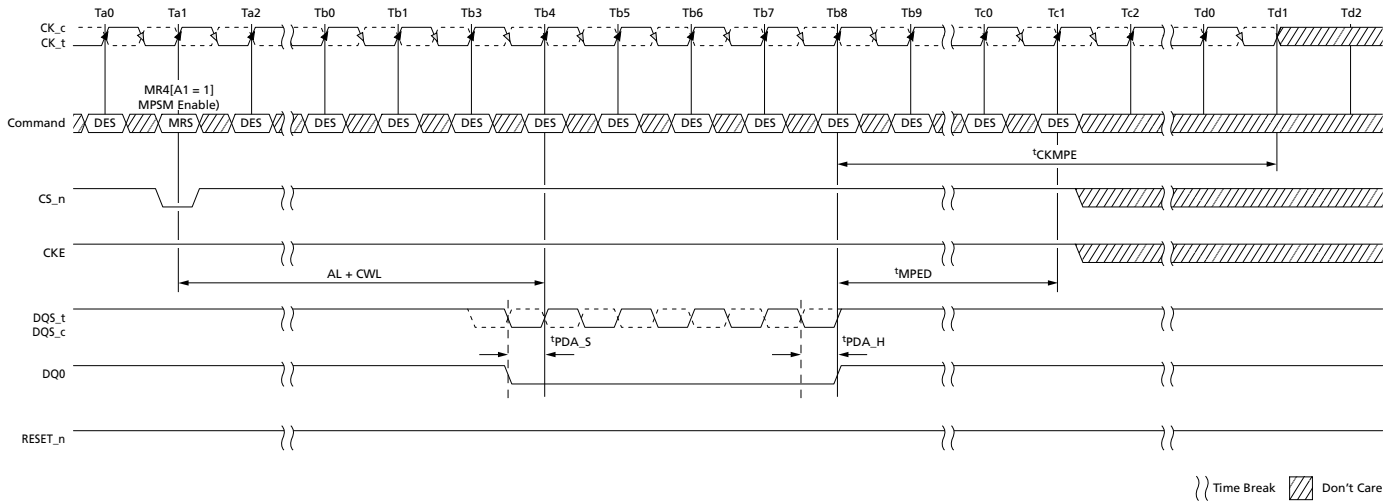 Ta0 Ta1 Ta2 Tb0 Tb1 Tb3 Tb4 Tb5 Tb6 Tb7 Tb8 Tb9 Tc0 Tc1 Tc2 Td0 Td1 Td2
CK_c
CK_t
MR4[A1 = 1]
MPSM Enable)
Command DES MRS DES DES DES DES DES DES DES DES DES DES DES DES
tCKMPE
CS_n
CKE
AL + CWL tMPED
DQS_t
DQS_c
tPDA_S tPDA_H
DQ0
RESET_n
Time Break Don't Care